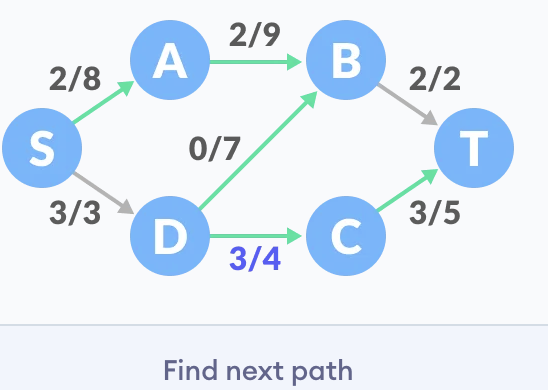 2/9
A
B
2/8
2/2
S
0/7
T
3/3
3/5
D
C
3/4
Find next path